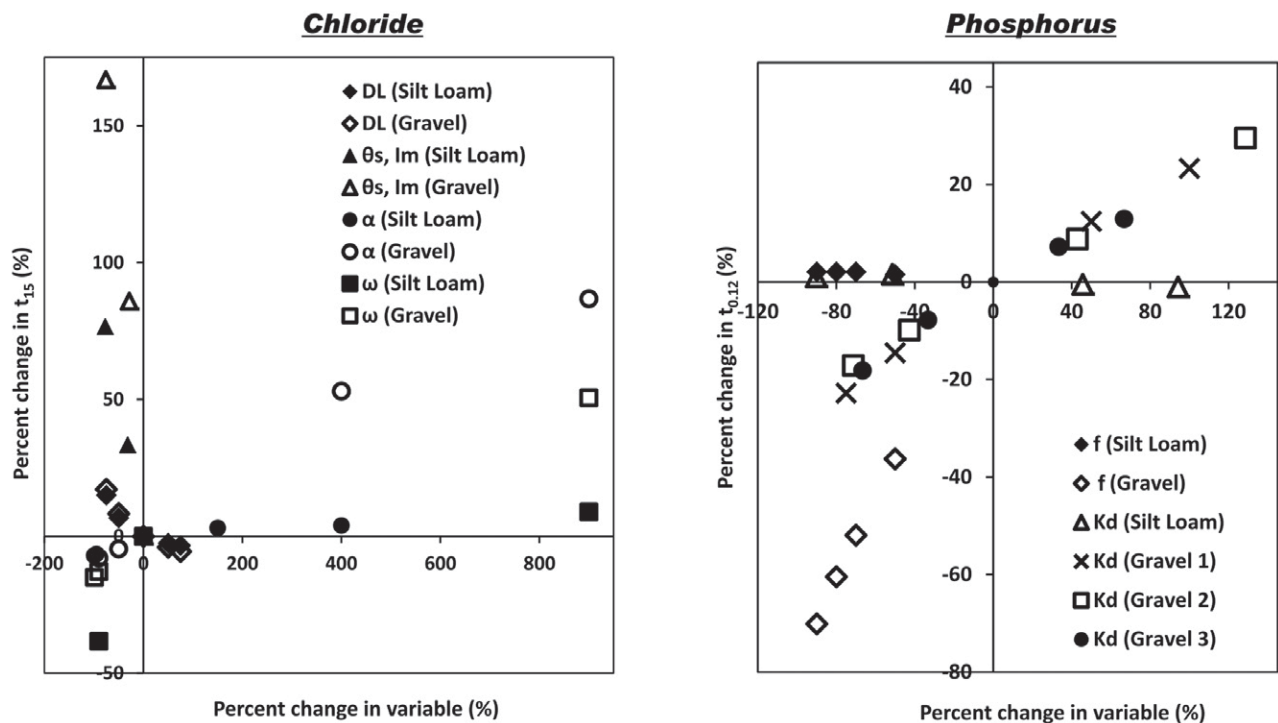 Chloride
Percent change in t15 (%)
150
100
50
0
-50
-200
0
200
400
600
800
DL (Silt Loam)
DL (Gravel)
θs, Im (Silt Loam)
θs, Im (Gravel)
α (Silt Loam)
α (Gravel)
ω (Silt Loam)
ω (Gravel)
Percent change in variable (%)
Phosphorus
Percent change in t0.12 (%)
40
20
0
-20
-40
-60
-80
-120
-80
-40
0
40
80
120
f (Silt Loam)
f (Gravel)
Kd (Silt Loam)
Kd (Gravel 1)
Kd (Gravel 2)
Kd (Gravel 3)
Percent change in variable (%)